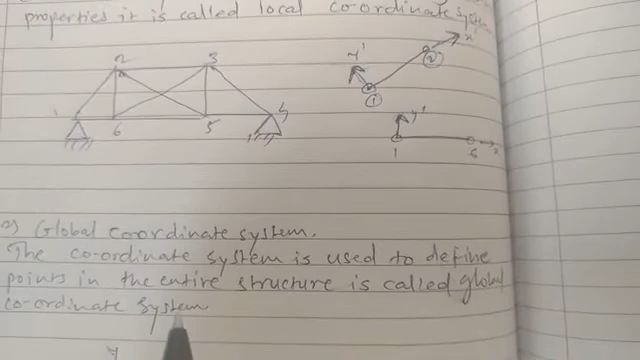 properties it is called local co-ordinate system
2 3 y' x'
2
1
1 4 y'
6 5
1 6 x
2) Global coordinate system.
The co-ordinate system is used to define
points in the entire structure is called global
co-ordinate system
y